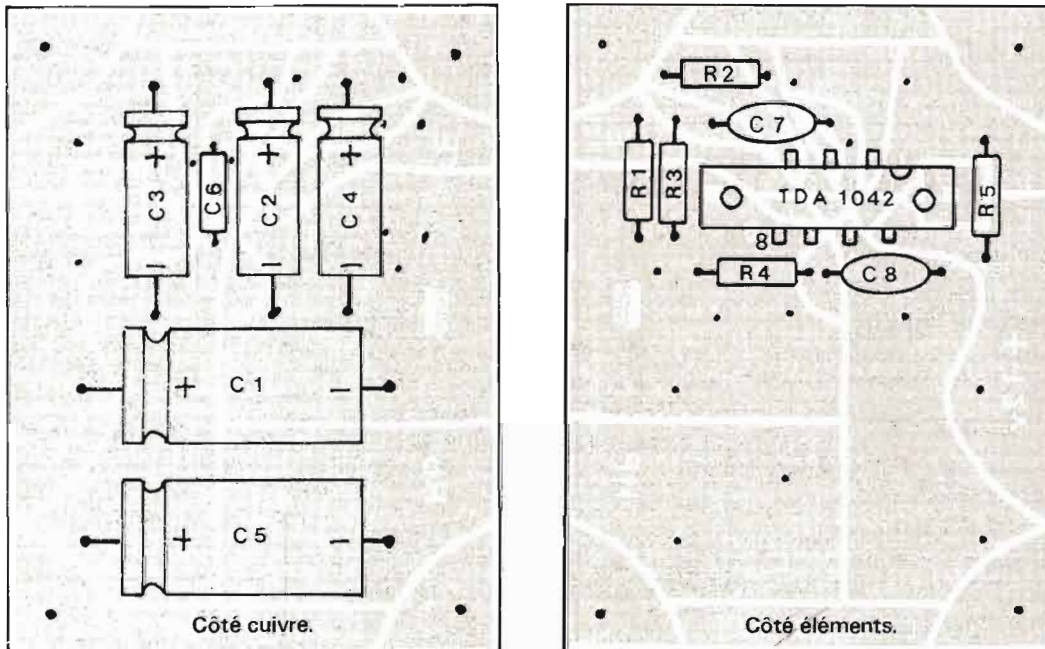 C3
C6
C2
C4
+
+
+
−
−
−
+ C1 −
+ C5 −
Côté cuivre.
R2
C7
R1
R3
TDA 1042
R5
8
R4
C8
Côté éléments.